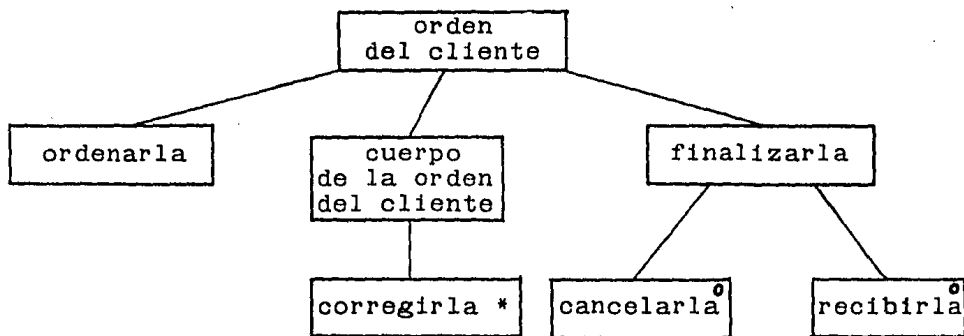 orden
del cliente
ordenarla
cuerpo
de la orden
del cliente
finalizarla
corregirla *
cancelarla o
recibirla o